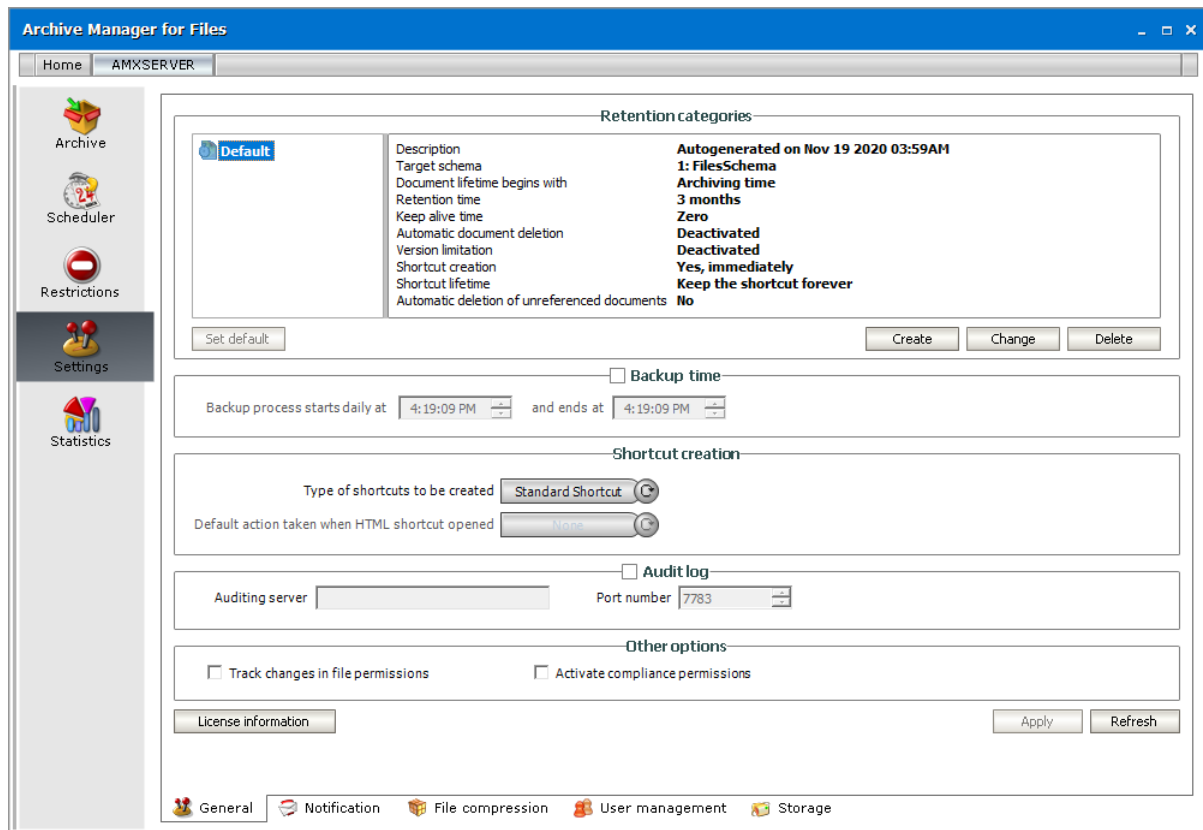 Archive Manager for Files
Home AMXSERVER
Archive
Scheduler
Restrictions
Settings
Statistics
Retention categories
Default
Description Autogenerated on Nov 19 2020 03:59AM
Target schema 1: FilesSchema
Document lifetime begins with Archiving time
Retention time 3 months
Keep alive time Zero
Automatic document deletion Deactivated
Version limitation Deactivated
Shortcut creation Yes, immediately
Shortcut lifetime Keep the shortcut forever
Automatic deletion of unreferenced documents No
Set default Create Change Delete
Backup time
Backup process starts daily at 4:19:09 PM and ends at 4:19:09 PM
Shortcut creation
Type of shortcuts to be created Standard Shortcut
Default action taken when HTML shortcut opened None
Audit log
Auditing server Port number 7783
Other options
Track changes in file permissions Activate compliance permissions
License information Apply Refresh
General Notification File compression User management Storage